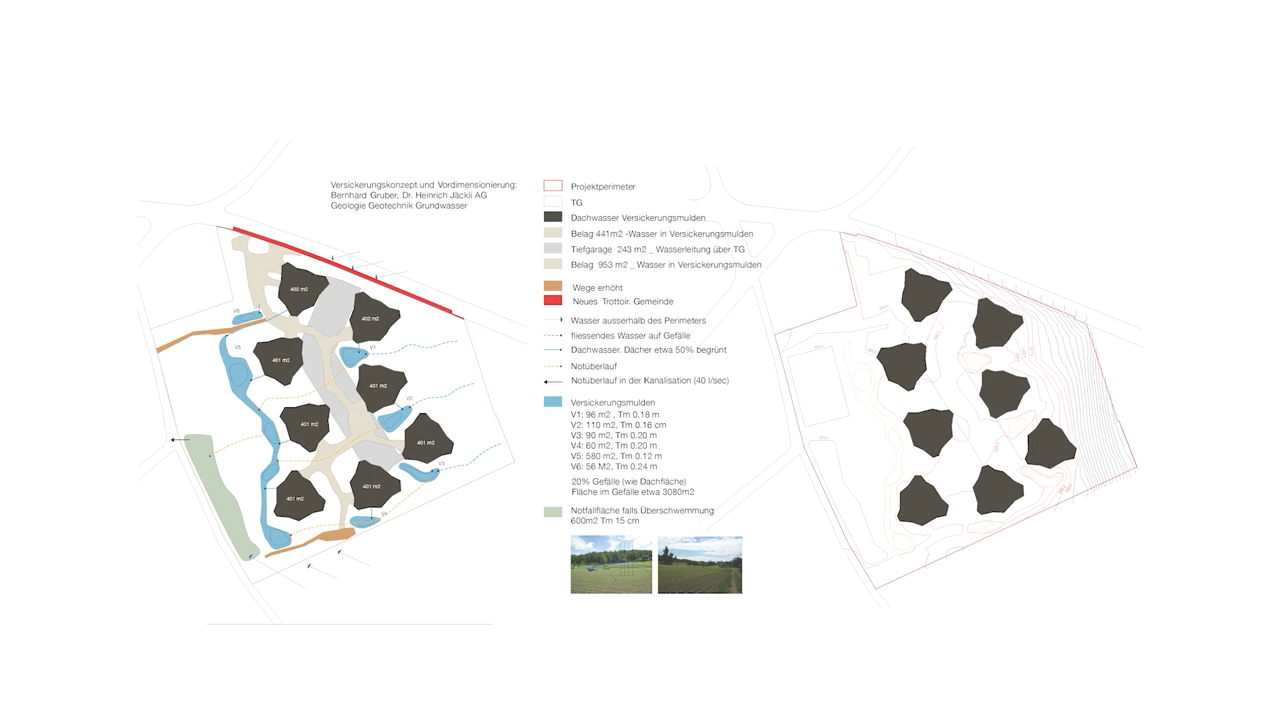 Versickerungskonzept und Vordimensionierung:
Bernhard Gruber, Dr. Heinrich Jäckli AG
Geologie Geotechnik Grundwasser
Projektperimeter
TG
Dachwasser Versickerungsmulden
Belag 441m2 -Wasser in Versickerungsmulden
Tiefgarage 243 m2 _ Wasserleitung über TG
Belag 953 m2 _ Wasser in Versickerungsmulden
Wege erhöht
Neues Trottoir. Gemeinde
Wasser ausserhalb des Perimeters
fliessendes Wasser auf Gefälle
Dachwasser. Dächer etwa 50% begrünt
Notüberlauf
Notüberlauf in der Kanalisation (40 l/sec)
Versickerungsmulden
V1: 96 m2 , Tm 0.18 m
V2: 110 m2, Tm 0.16 cm
V3: 90 m2, Tm 0.20 m
V4: 60 m2, Tm 0.20 m
V5: 580 m2, Tm 0.12 m
V6: 56 M2, Tm 0.24 m
20% Gefälle (wie Dachfläche)
Fläche im Gefälle etwa 3080m2
Notfallfläche falls Überschwemmung
600m2 Tm 15 cm
402 m2
402 m2
V6
V5
V1
401 m2
401 m2
V2
401 m2
401 m2
V3
401 m2
401 m2
V4